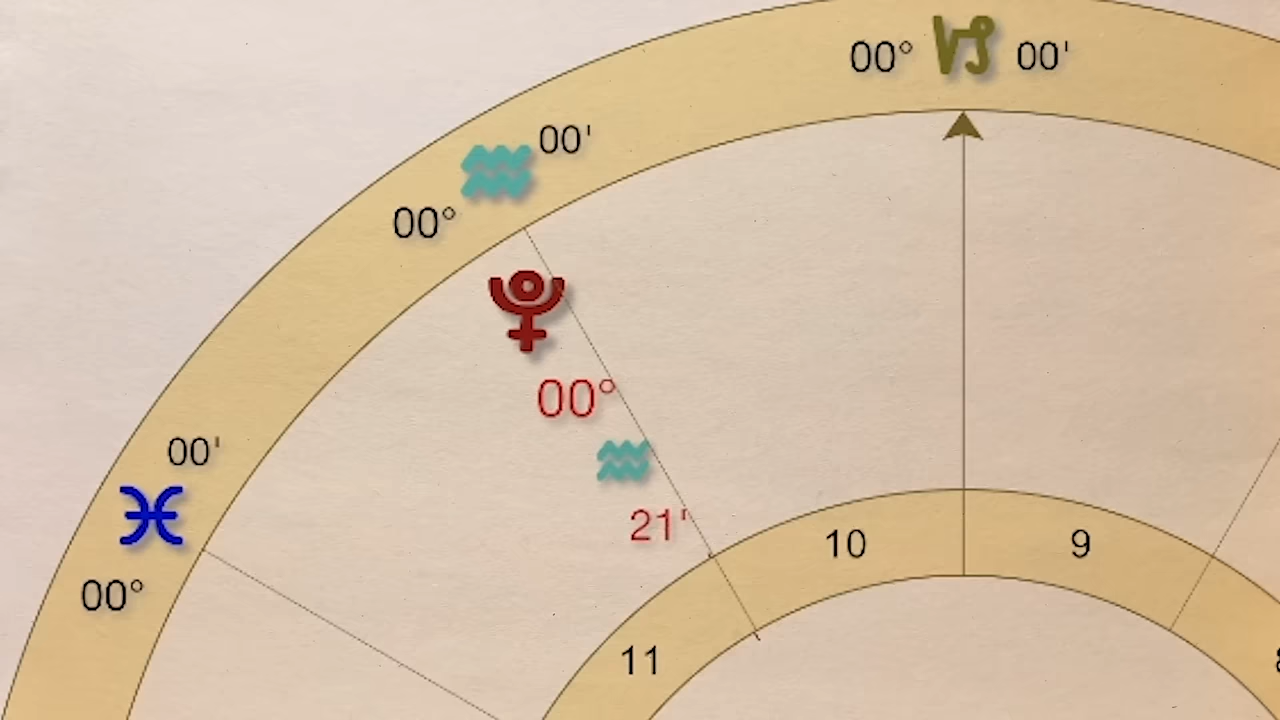 00° ♑ 00'
00° ♒ 00'
00° ♒ 21'
00° ♓ 00'
10
9
11